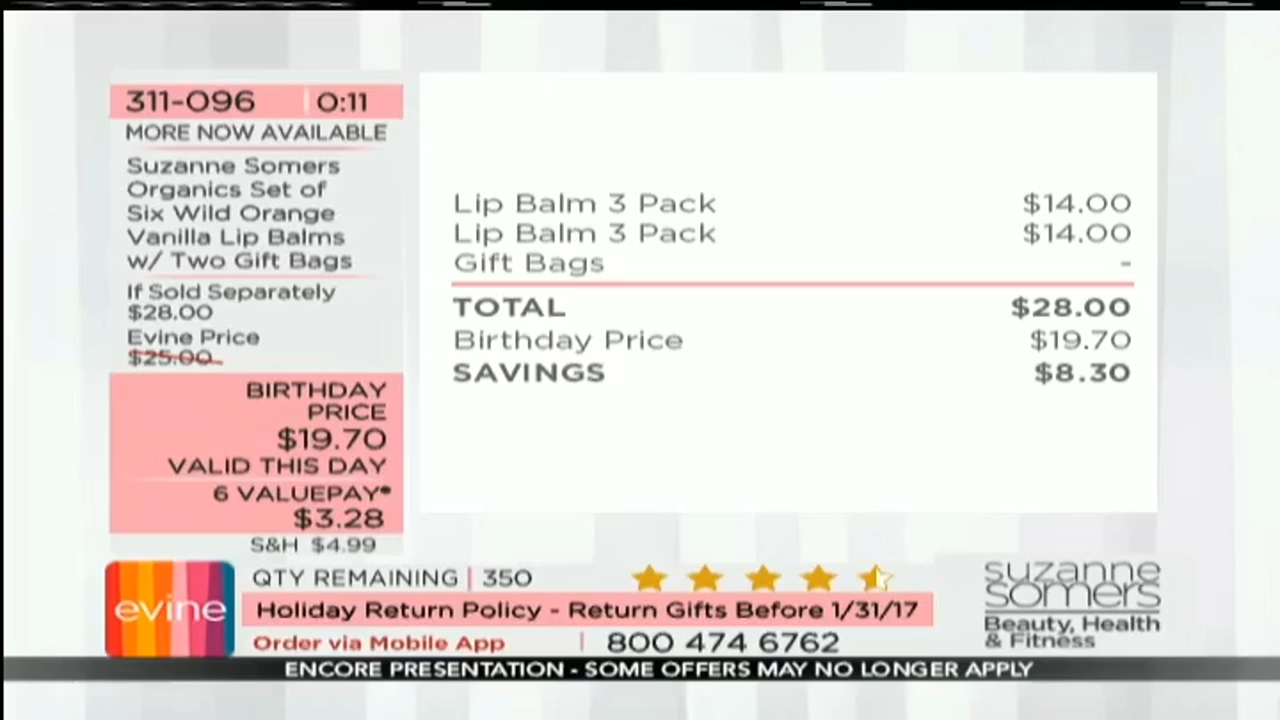 311-096 0:11
MORE NOW AVAILABLE
Suzanne Somers
Organics Set of
Six Wild Orange
Vanilla Lip Balms
w/ Two Gift Bags
If Sold Separately
$28.00
Evine Price
$25.00
BIRTHDAY
PRICE
$19.70
VALID THIS DAY
6 VALUEPAY®
$3.28
S&H $4.99
Lip Balm 3 Pack $14.00
Lip Balm 3 Pack $14.00
Gift Bags -
TOTAL $28.00
Birthday Price $19.70
SAVINGS $8.30
evine
QTY REMAINING | 350
Holiday Return Policy - Return Gifts Before 1/31/17
Order via Mobile App | 800 474 6762
suzanne
somers
Beauty, Health
& Fitness
ENCORE PRESENTATION - SOME OFFERS MAY NO LONGER APPLY